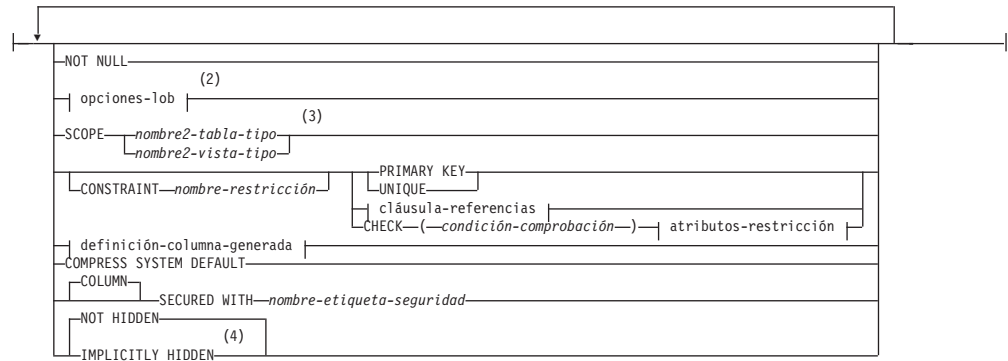 NOT NULL
(2)
opciones-lob
(3)
SCOPE nombre2-tabla-tipo
nombre2-vista-tipo
PRIMARY KEY
CONSTRAINT nombre-restricción UNIQUE
cláusula-referencias
CHECK ( condición-comprobación ) atributos-restricción
definición-columna-generada
COMPRESS SYSTEM DEFAULT
COLUMN
SECURED WITH nombre-etiqueta-seguridad
NOT HIDDEN
(4)
IMPLICITLY HIDDEN